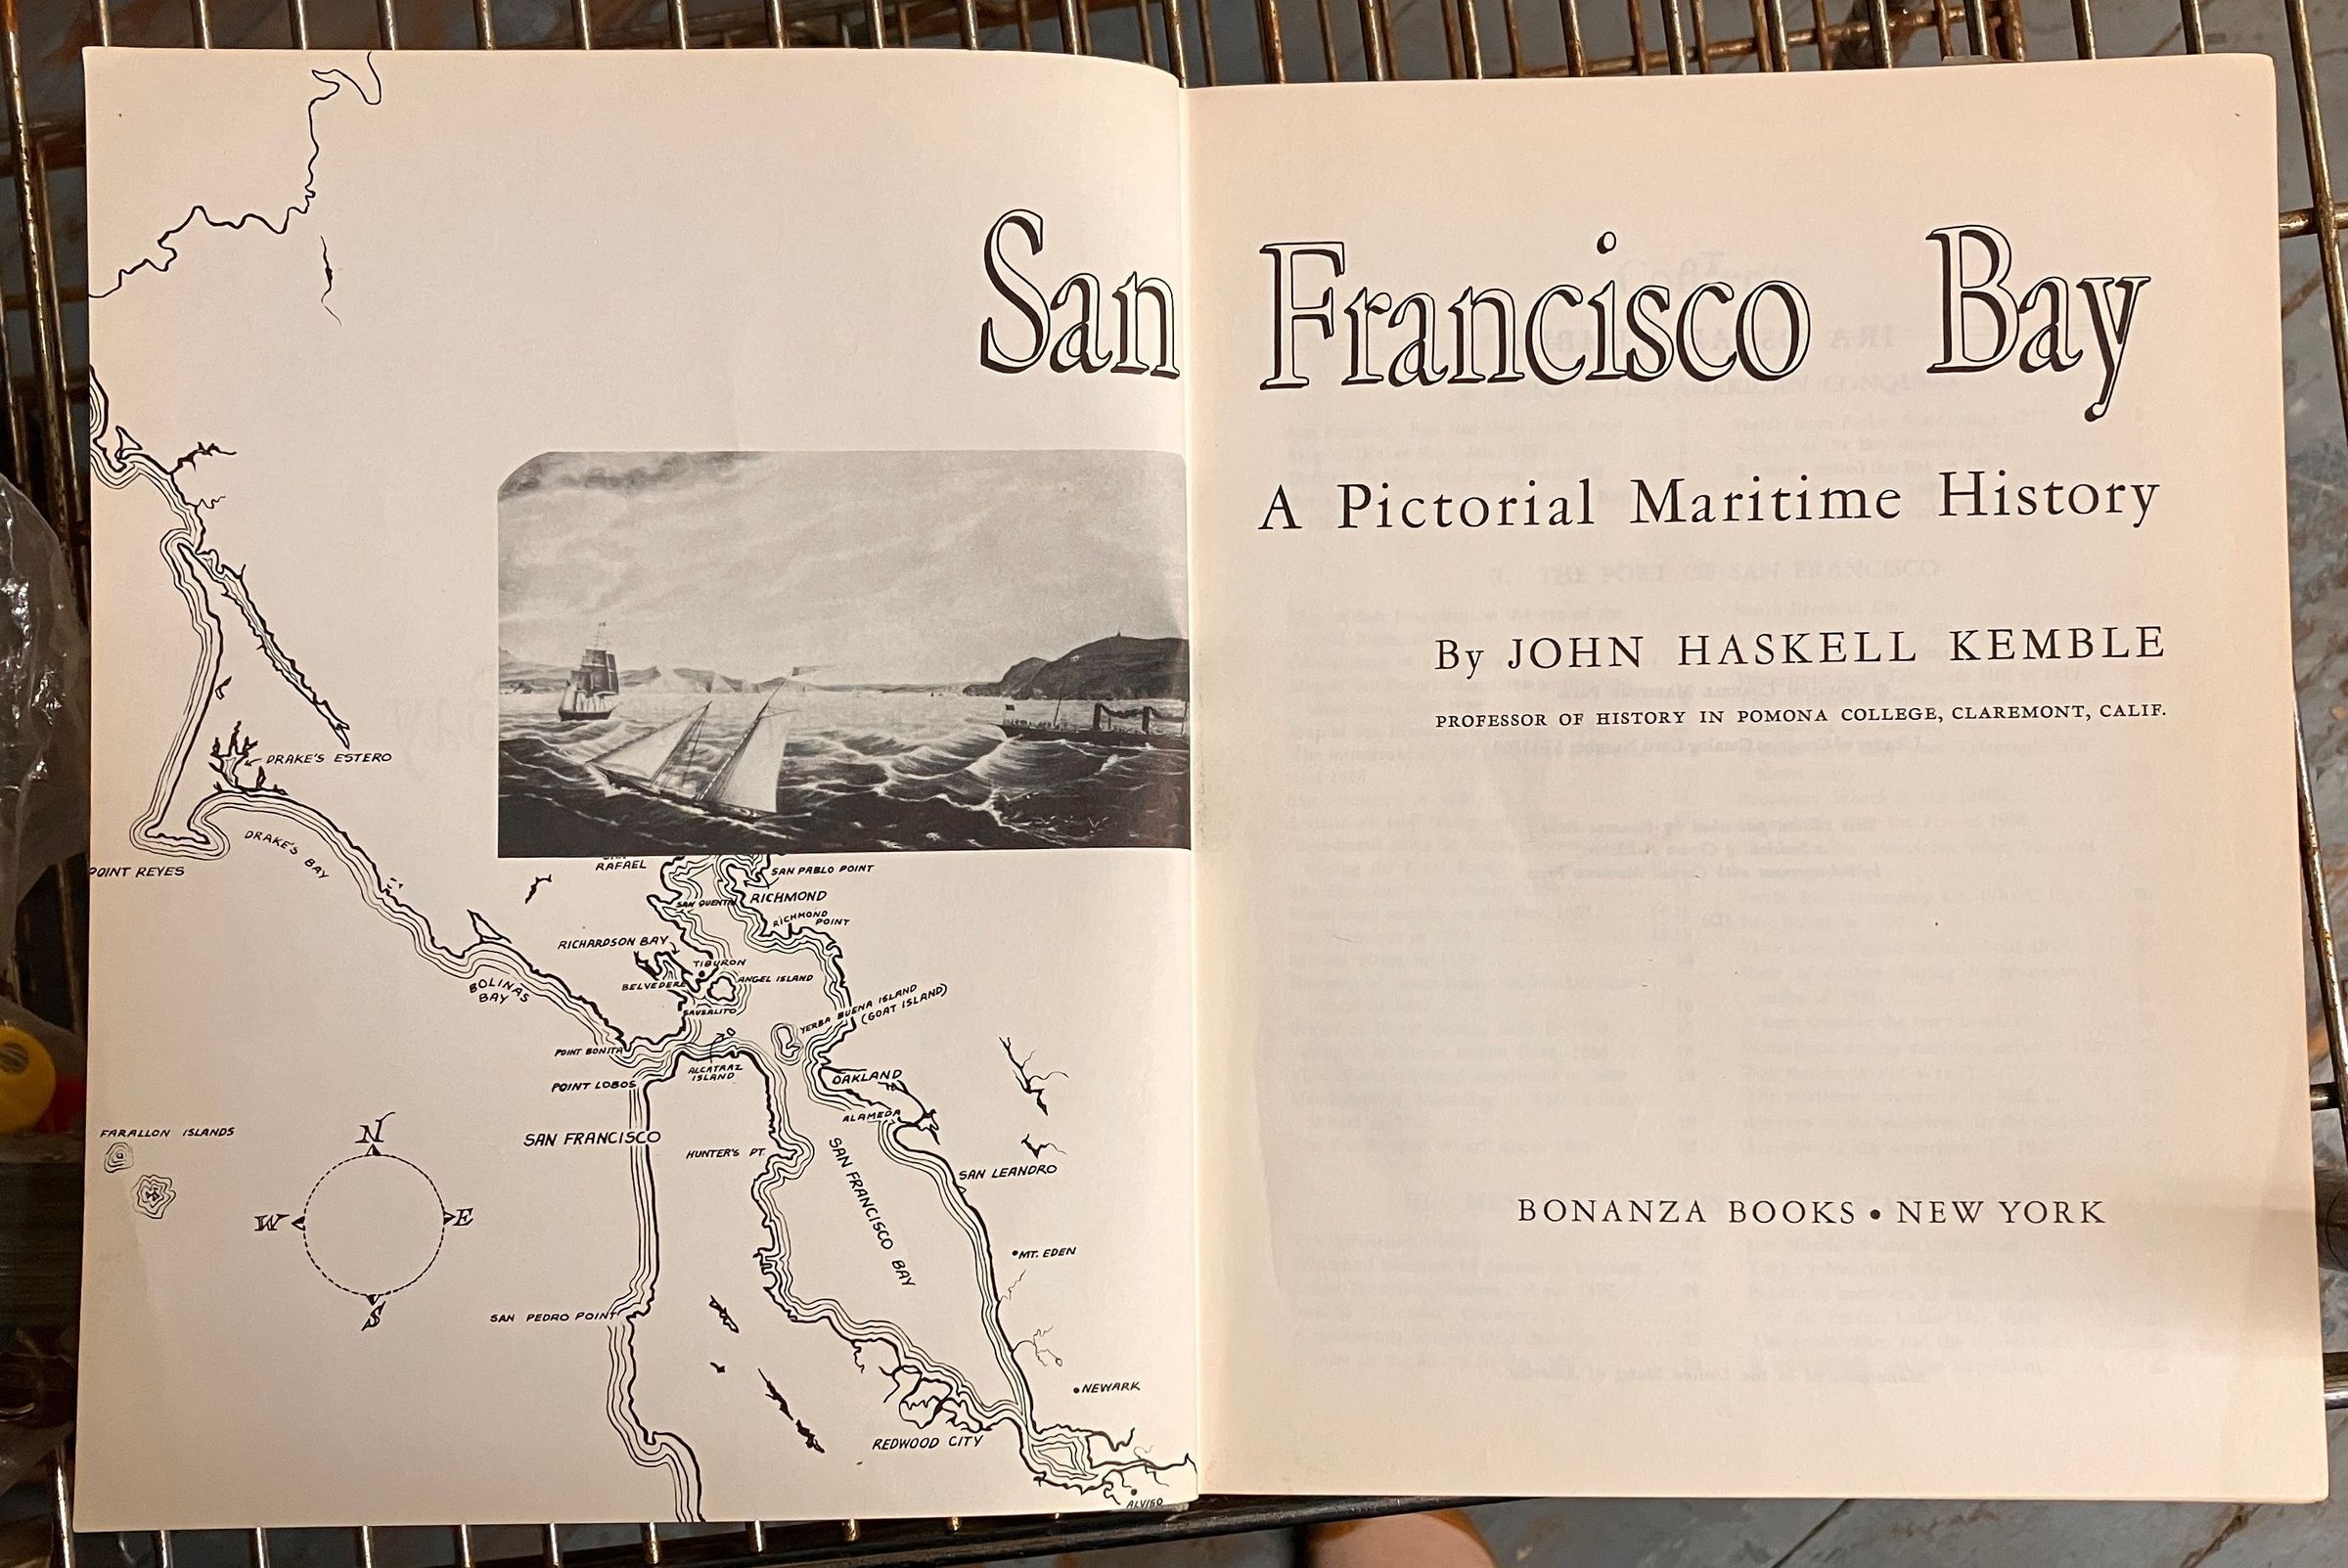 San Francisco Bay
A Pictorial Maritime History
By JOHN HASKELL KEMBLE
PROFESSOR OF HISTORY IN POMONA COLLEGE, CLAREMONT, CALIF.
BONANZA BOOKS • NEW YORK
DRAKE'S ESTERO
DRAKE'S BAY
POINT REYES
RAFAEL
SAN PABLO POINT
SAN QUENTIN
RICHMOND
RICHMOND
POINT
RICHARDSON BAY
TIBURON
BELVEDERE
ANGEL ISLAND
SAUSALITO
BOLINAS
BAY
YERBA BUENA ISLAND
(GOAT ISLAND)
POINT BONITA
ALCATRAZ
ISLAND
POINT LOBOS
OAKLAND
ALAMEDA
FARALLON ISLANDS
N
W
E
S
SAN FRANCISCO
HUNTER'S PT.
SAN FRANCISCO BAY
SAN LEANDRO
MT. EDEN
SAN PEDRO POINT
NEWARK
REDWOOD CITY
ALVISO